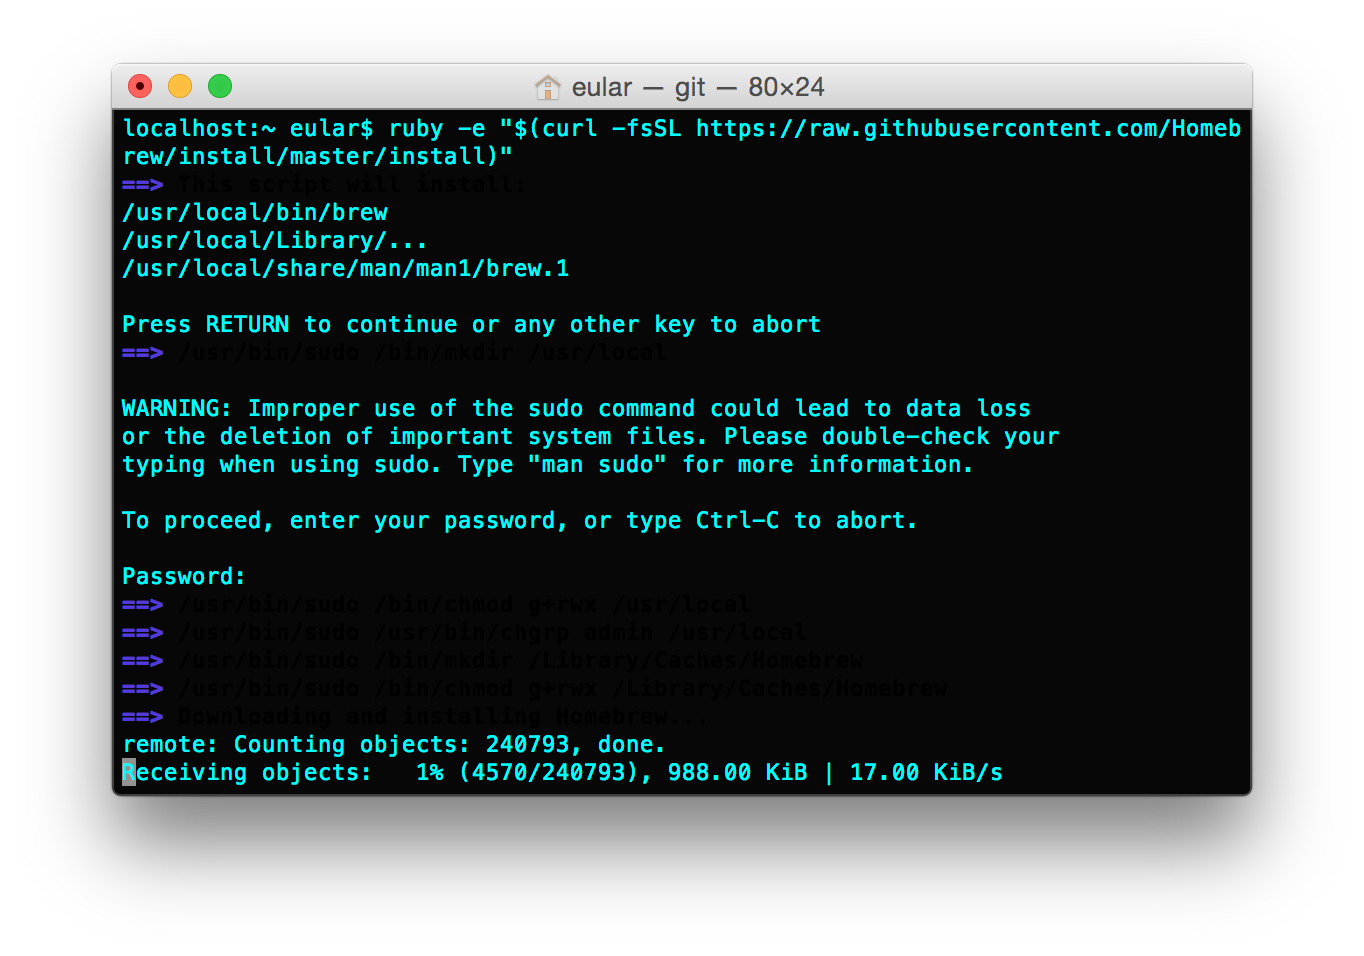 eular — git — 80×24
localhost:~ eular$ ruby -e "$(curl -fsSL https://raw.githubusercontent.com/Homeb
rew/install/master/install)"
==> This script will install:
/usr/local/bin/brew
/usr/local/Library/...
/usr/local/share/man/man1/brew.1
Press RETURN to continue or any other key to abort
==> /usr/bin/sudo /bin/mkdir /usr/local
WARNING: Improper use of the sudo command could lead to data loss
or the deletion of important system files. Please double-check your
typing when using sudo. Type "man sudo" for more information.
To proceed, enter your password, or type Ctrl-C to abort.
Password:
==> /usr/bin/sudo /bin/chmod g+rwx /usr/local
==> /usr/bin/sudo /usr/bin/chgrp admin /usr/local
==> /usr/bin/sudo /bin/mkdir /Library/Caches/Homebrew
==> /usr/bin/sudo /bin/chmod g+rwx /Library/Caches/Homebrew
==> Downloading and installing Homebrew...
remote: Counting objects: 240793, done.
Receiving objects:   1% (4570/240793), 988.00 KiB | 17.00 KiB/s